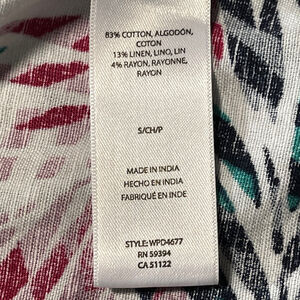 83% COTTON, ALGODÓN,
COTON
13% LINEN, LINO, LIN
4% RAYON, RAYONNE,
RAYON
S/CH/P
MADE IN INDIA
HECHO EN INDIA
FABRIQUÉ EN INDE
STYLE: WPD4677
RN 59394
CA 51122